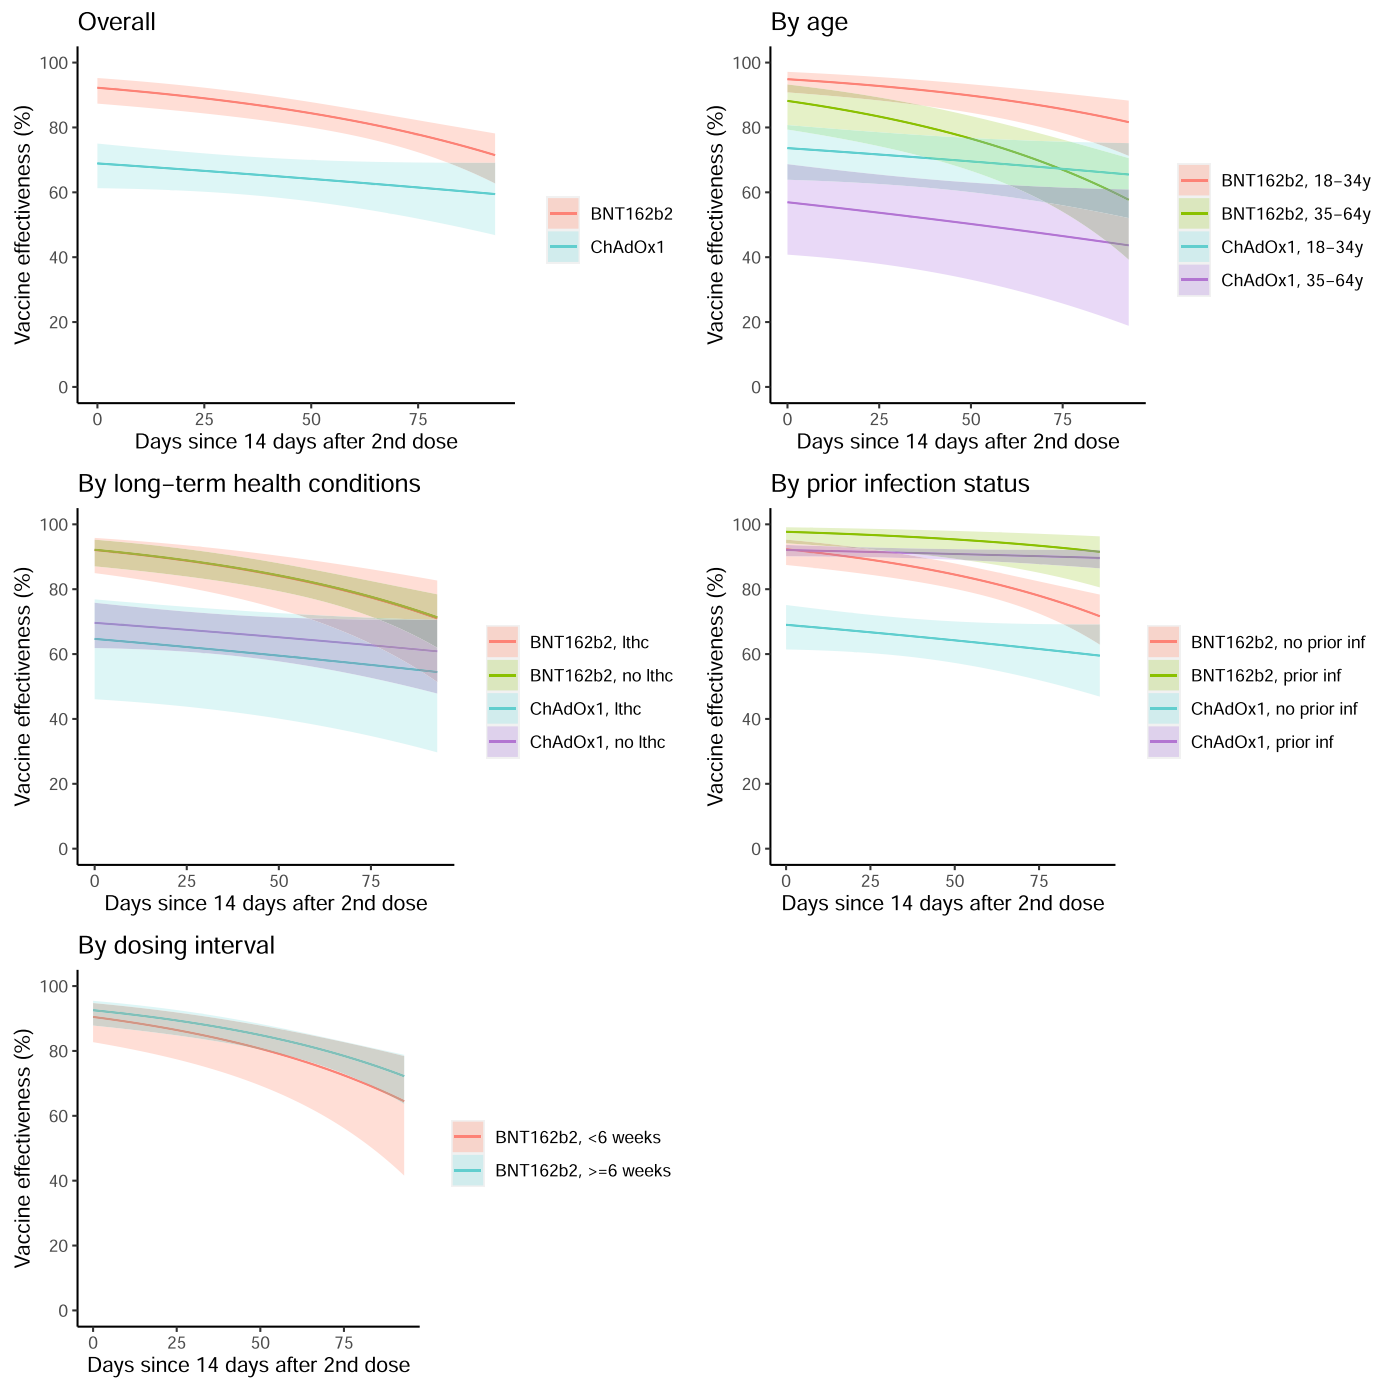 Overall
100
80
60
40
20
0
Vaccine effectiveness (%)
0 25 50 75
Days since 14 days after 2nd dose
BNT162b2
ChAdOx1
By age
100
80
60
40
20
0
Vaccine effectiveness (%)
0 25 50 75
Days since 14 days after 2nd dose
BNT162b2, 18−34y
BNT162b2, 35−64y
ChAdOx1, 18−34y
ChAdOx1, 35−64y
By long−term health conditions
100
80
60
40
20
0
Vaccine effectiveness (%)
0 25 50 75
Days since 14 days after 2nd dose
BNT162b2, lthc
BNT162b2, no lthc
ChAdOx1, lthc
ChAdOx1, no lthc
By prior infection status
100
80
60
40
20
0
Vaccine effectiveness (%)
0 25 50 75
Days since 14 days after 2nd dose
BNT162b2, no prior inf
BNT162b2, prior inf
ChAdOx1, no prior inf
ChAdOx1, prior inf
By dosing interval
100
80
60
40
20
0
Vaccine effectiveness (%)
0 25 50 75
Days since 14 days after 2nd dose
BNT162b2, <6 weeks
BNT162b2, >=6 weeks